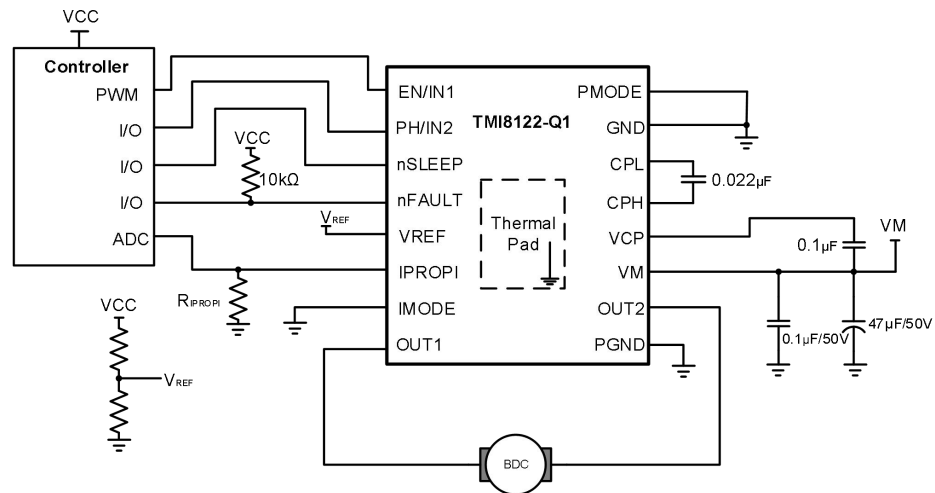 VCC
Controller
PWM
I/O
I/O
I/O
ADC
VCC
10kΩ
VREF
RIPROPI
VCC
VREF
TMI8122-Q1
EN/IN1
PH/IN2
nSLEEP
nFAULT
VREF
IPROPI
IMODE
OUT1
Thermal
Pad
PMODE
GND
CPL
CPH
VCP
VM
OUT2
PGND
0.022µF
0.1µF
VM
0.1µF/50V
47µF/50V
BDC